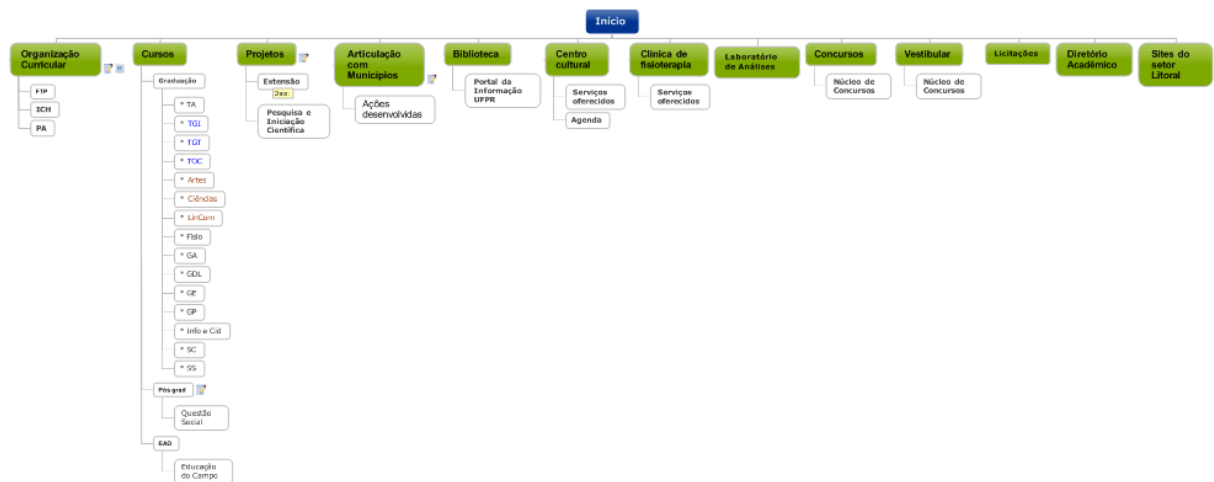 Início
Organização
Curricular
FTP
ICH
PA
Cursos
Graduação
* TA
* TGI
* TGT
* TOC
* Artes
* Ciências
* LinCom
* Fisio
* GA
* GDL
* GE
* GP
* Info e Cid
* SC
* SS
Pós-grad
Questão
Social
EAD
Educação
do Campo
Projetos
Extensão
Pesquisa e
Iniciação
Científica
Articulação
com
Municípios
Ações
desenvolvidas
Biblioteca
Portal da
Informação
UFPR
Centro
cultural
Serviços
oferecidos
Agenda
Clínica de
fisioterapia
Serviços
oferecidos
Laboratório
de Análises
Concursos
Núcleo de
Concursos
Vestibular
Núcleo de
Concursos
Licitações
Diretório
Acadêmico
Sites do
setor
Litoral